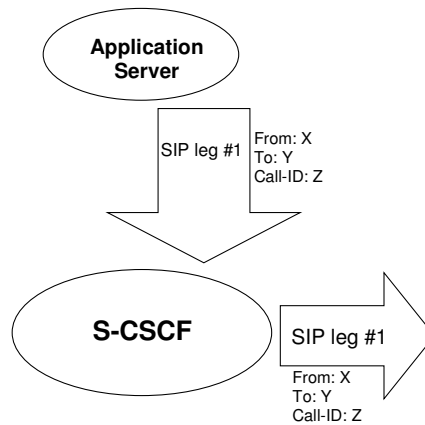 Application
Server
SIP leg #1
From: X
To: Y
Call-ID: Z
S-CSCF
SIP leg #1
From: X
To: Y
Call-ID: Z